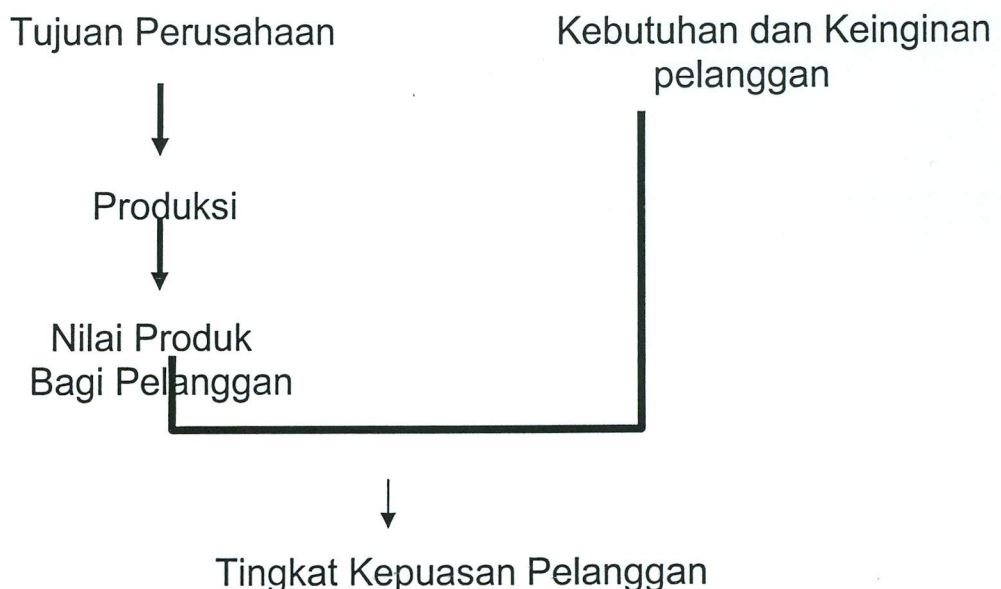 Tujuan Perusahaan
Kebutuhan dan Keinginan
pelanggan
Produksi
Nilai Produk
Bagi Pelanggan
Tingkat Kepuasan Pelanggan